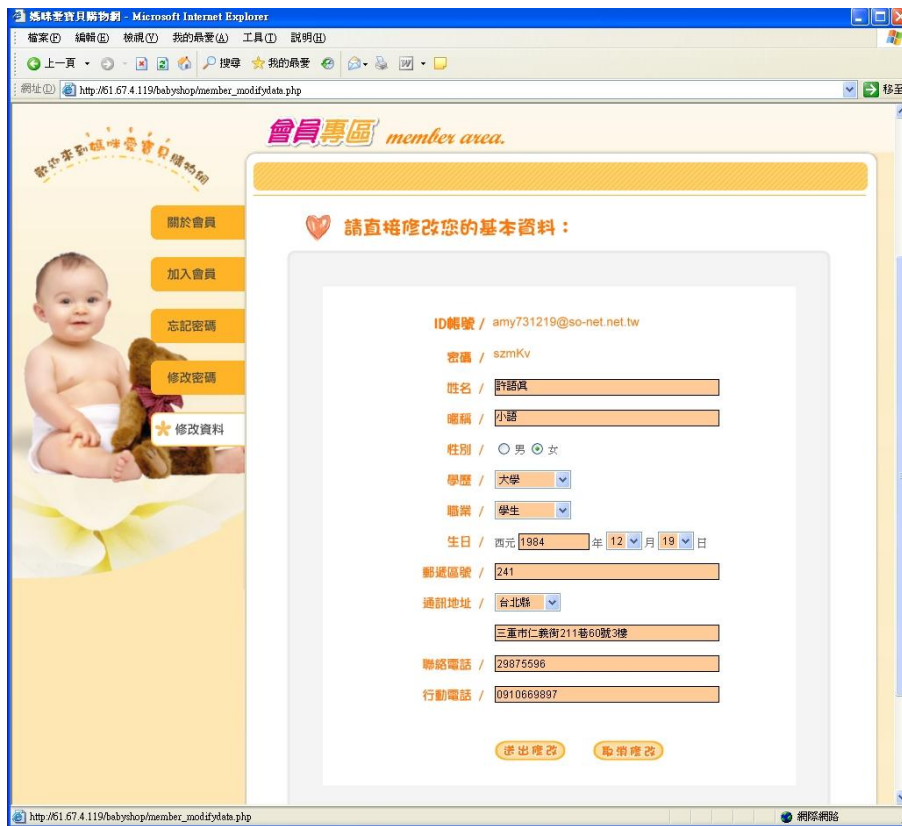 媽咪愛寶貝購物網 - Microsoft Internet Explorer
檔案(F) 編輯(E) 檢視(V) 我的最愛(A) 工具(T) 說明(H)
上一頁 搜尋 我的最愛
網址(D) http://61.67.4.119/babyshop/member_modifydata.php 移至
歡迎來到媽咪愛寶貝購物網
會員專區 member area.
關於會員
加入會員
忘記密碼
修改密碼
修改資料
請直接修改您的基本資料：
ID帳號 / amy731219@so-net.net.tw
密碼 / szmKv
姓名 / 許語真
暱稱 / 小語
性別 / 男 女
學歷 / 大學
職業 / 學生
生日 / 西元 1984 年 12 月 19 日
郵遞區號 / 241
通訊地址 / 台北縣
三重市仁義街211巷60號3樓
聯絡電話 / 29875596
行動電話 / 0910669897
送出修改 取消修改
http://61.67.4.119/babyshop/member_modifydata.php 網際網路